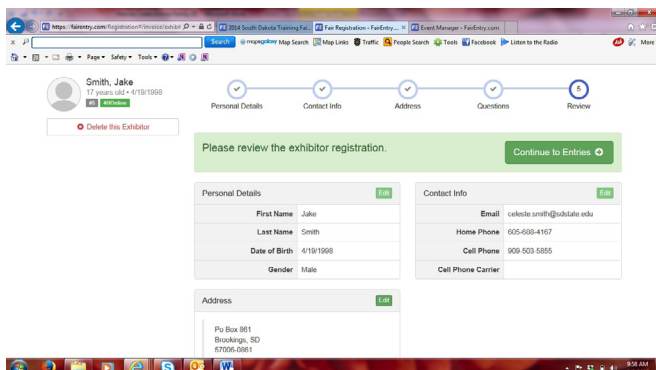 https://fairentry.com/Registration#/invoice/exhibit
2014 South Dakota Training Fai...
Fair Registration - FairEntry....
Event Manager - FairEntry.com
Search
mapsgalaxy
Map Search
Map Links
Traffic
People Search
Tools
Facebook
Listen to the Radio
More
Page
Safety
Tools
Smith, Jake
17 years old • 4/19/1998
#5 4HOnline
Delete this Exhibitor
Personal Details
Contact Info
Address
Questions
5
Review
Please review the exhibitor registration.
Continue to Entries
Personal Details
Edit
First Name Jake
Last Name Smith
Date of Birth 4/19/1998
Gender Male
Contact Info
Edit
Email celeste.smith@sdstate.edu
Home Phone 605-688-4167
Cell Phone 909-503-5855
Cell Phone Carrier
Address
Edit
Po Box 861
Brookings, SD
57006-0861
9:58 AM